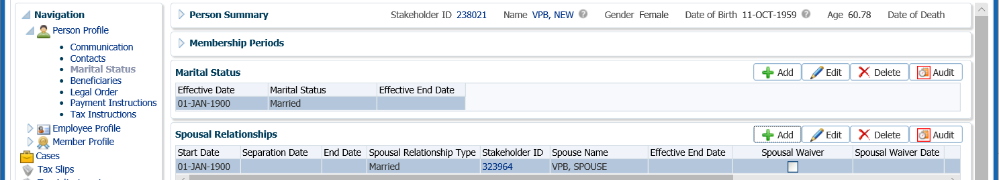 Navigation
Person Profile
Communication
Contacts
Marital Status
Beneficiaries
Legal Order
Payment Instructions
Tax Instructions
Employee Profile
Member Profile
Cases
Tax Slips
Person Summary Stakeholder ID 238021 Name VPB, NEW Gender Female Date of Birth 11-OCT-1959 Age 60.78 Date of Death
Membership Periods
Marital Status Add Edit Delete Audit
Effective Date Marital Status Effective End Date
01-JAN-1900 Married
Spousal Relationships Add Edit Delete Audit
Start Date Separation Date End Date Spousal Relationship Type Stakeholder ID Spouse Name Effective End Date Spousal Waiver Spousal Waiver Date
01-JAN-1900 Married 323964 VPB, SPOUSE